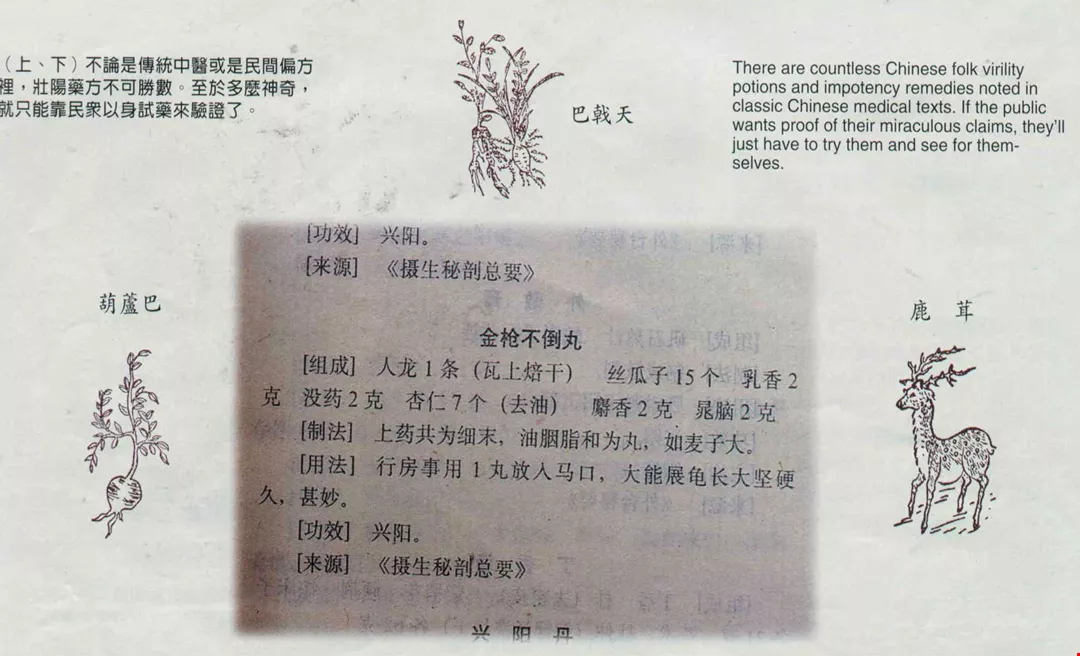 （上、下）不論是傳統中醫或是民間偏方
裡，壯陽藥方不可勝數。至於多麼神奇，
就只能靠民衆以身試藥來驗證了。
巴戟天
There are countless Chinese folk virility
potions and impotency remedies noted in
classic Chinese medical texts. If the public
wants proof of their miraculous claims, they'll
just have to try them and see for them-
selves.
葫蘆巴
鹿茸
[功效] 兴阳。
[来源] 《摄生秘剖总要》
金枪不倒丸
[组成] 人龙1条（瓦上焙干） 丝瓜子15个 乳香2
克 没药2克 杏仁7个（去油） 麝香2克 晁脑2克
[制法] 上药共为细末，油胭脂和为丸，如麦子大。
[用法] 行房事用1丸放入马口，大能展龟长大坚硬
久，甚妙。
[功效] 兴阳。
[来源] 《摄生秘剖总要》
兴阳丹